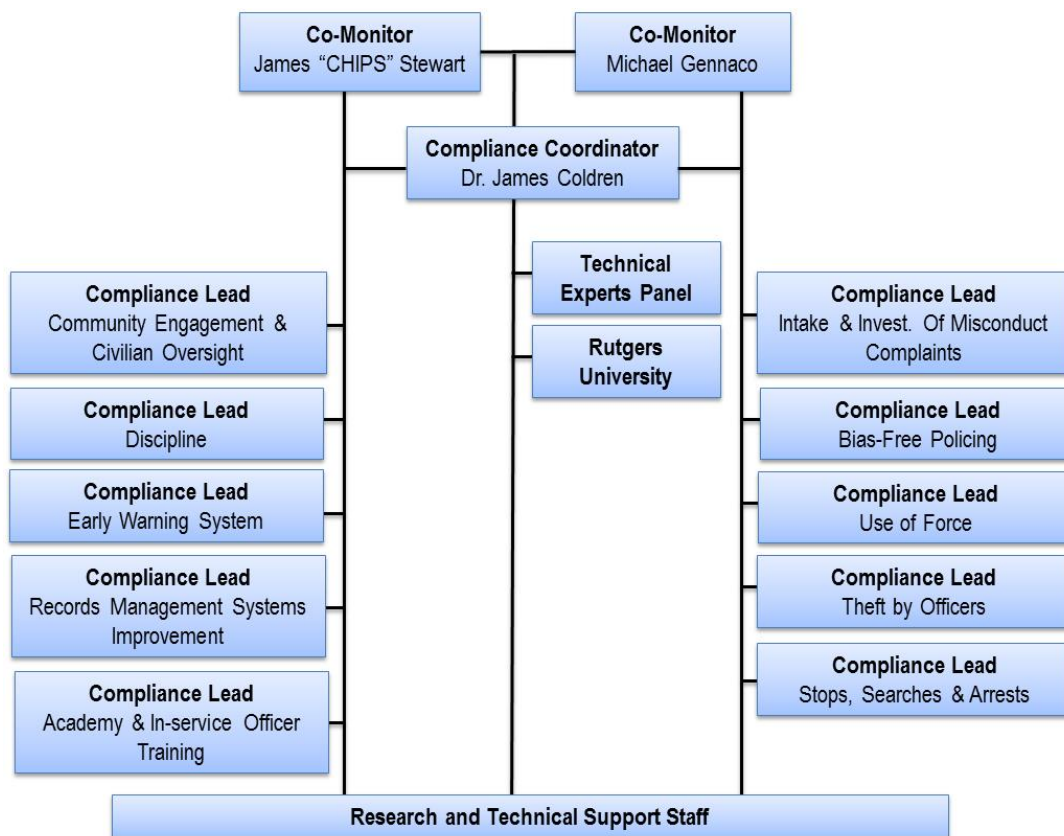 Co-Monitor
James “CHIPS” Stewart
Co-Monitor
Michael Gennaco
Compliance Coordinator
Dr. James Coldren
Technical
Experts Panel
Rutgers
University
Compliance Lead
Community Engagement &
Civilian Oversight
Compliance Lead
Discipline
Compliance Lead
Early Warning System
Compliance Lead
Records Management Systems
Improvement
Compliance Lead
Academy & In-service Officer
Training
Compliance Lead
Intake & Invest. Of Misconduct
Complaints
Compliance Lead
Bias-Free Policing
Compliance Lead
Use of Force
Compliance Lead
Theft by Officers
Compliance Lead
Stops, Searches & Arrests
Research and Technical Support Staff